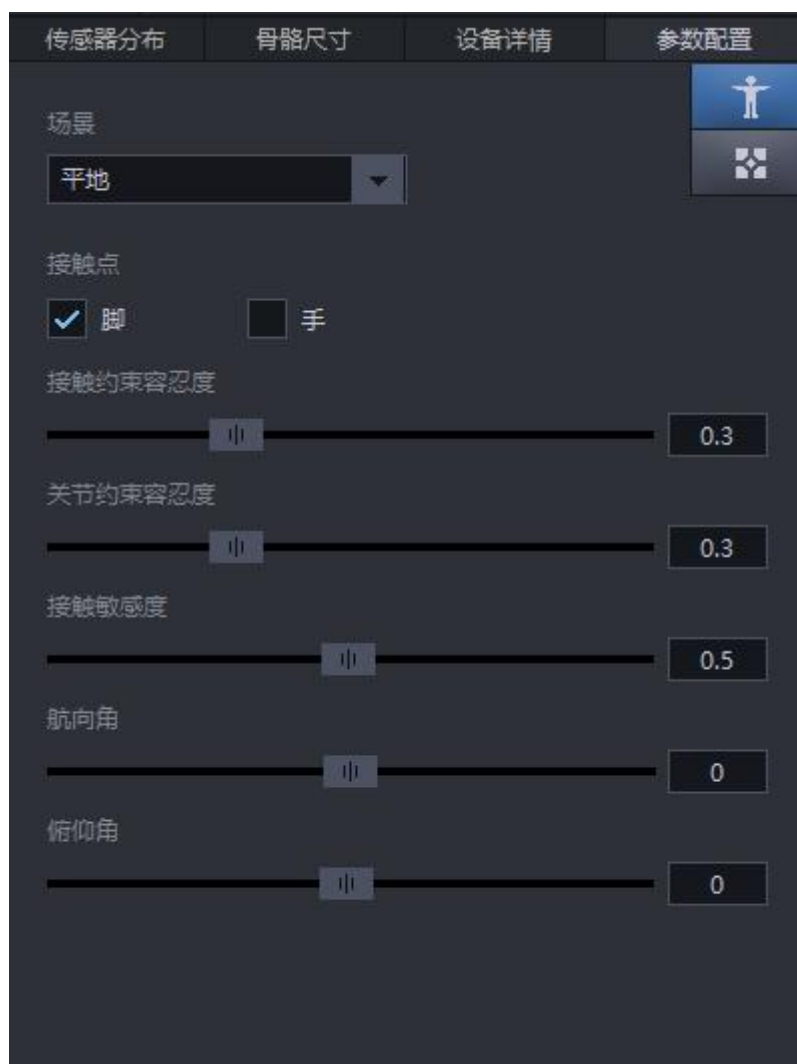 传感器分布 骨骼尺寸 设备详情 参数配置
场景
平地
接触点
脚 手
接触约束容忍度
0.3
关节约束容忍度
0.3
接触敏感度
0.5
航向角
0
俯仰角
0